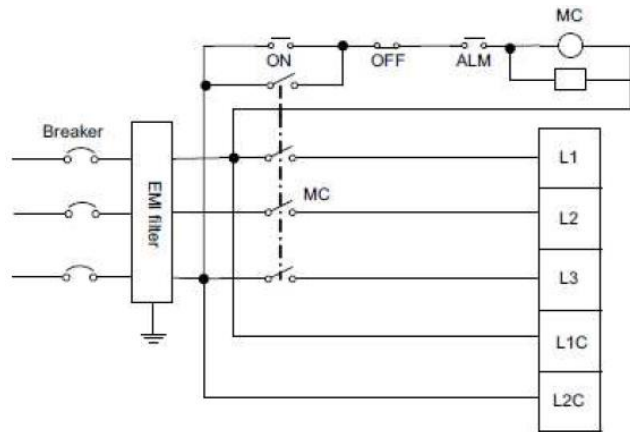 MC
ON
OFF
ALM
Breaker
EMI filter
L1
MC
L2
L3
L1C
L2C